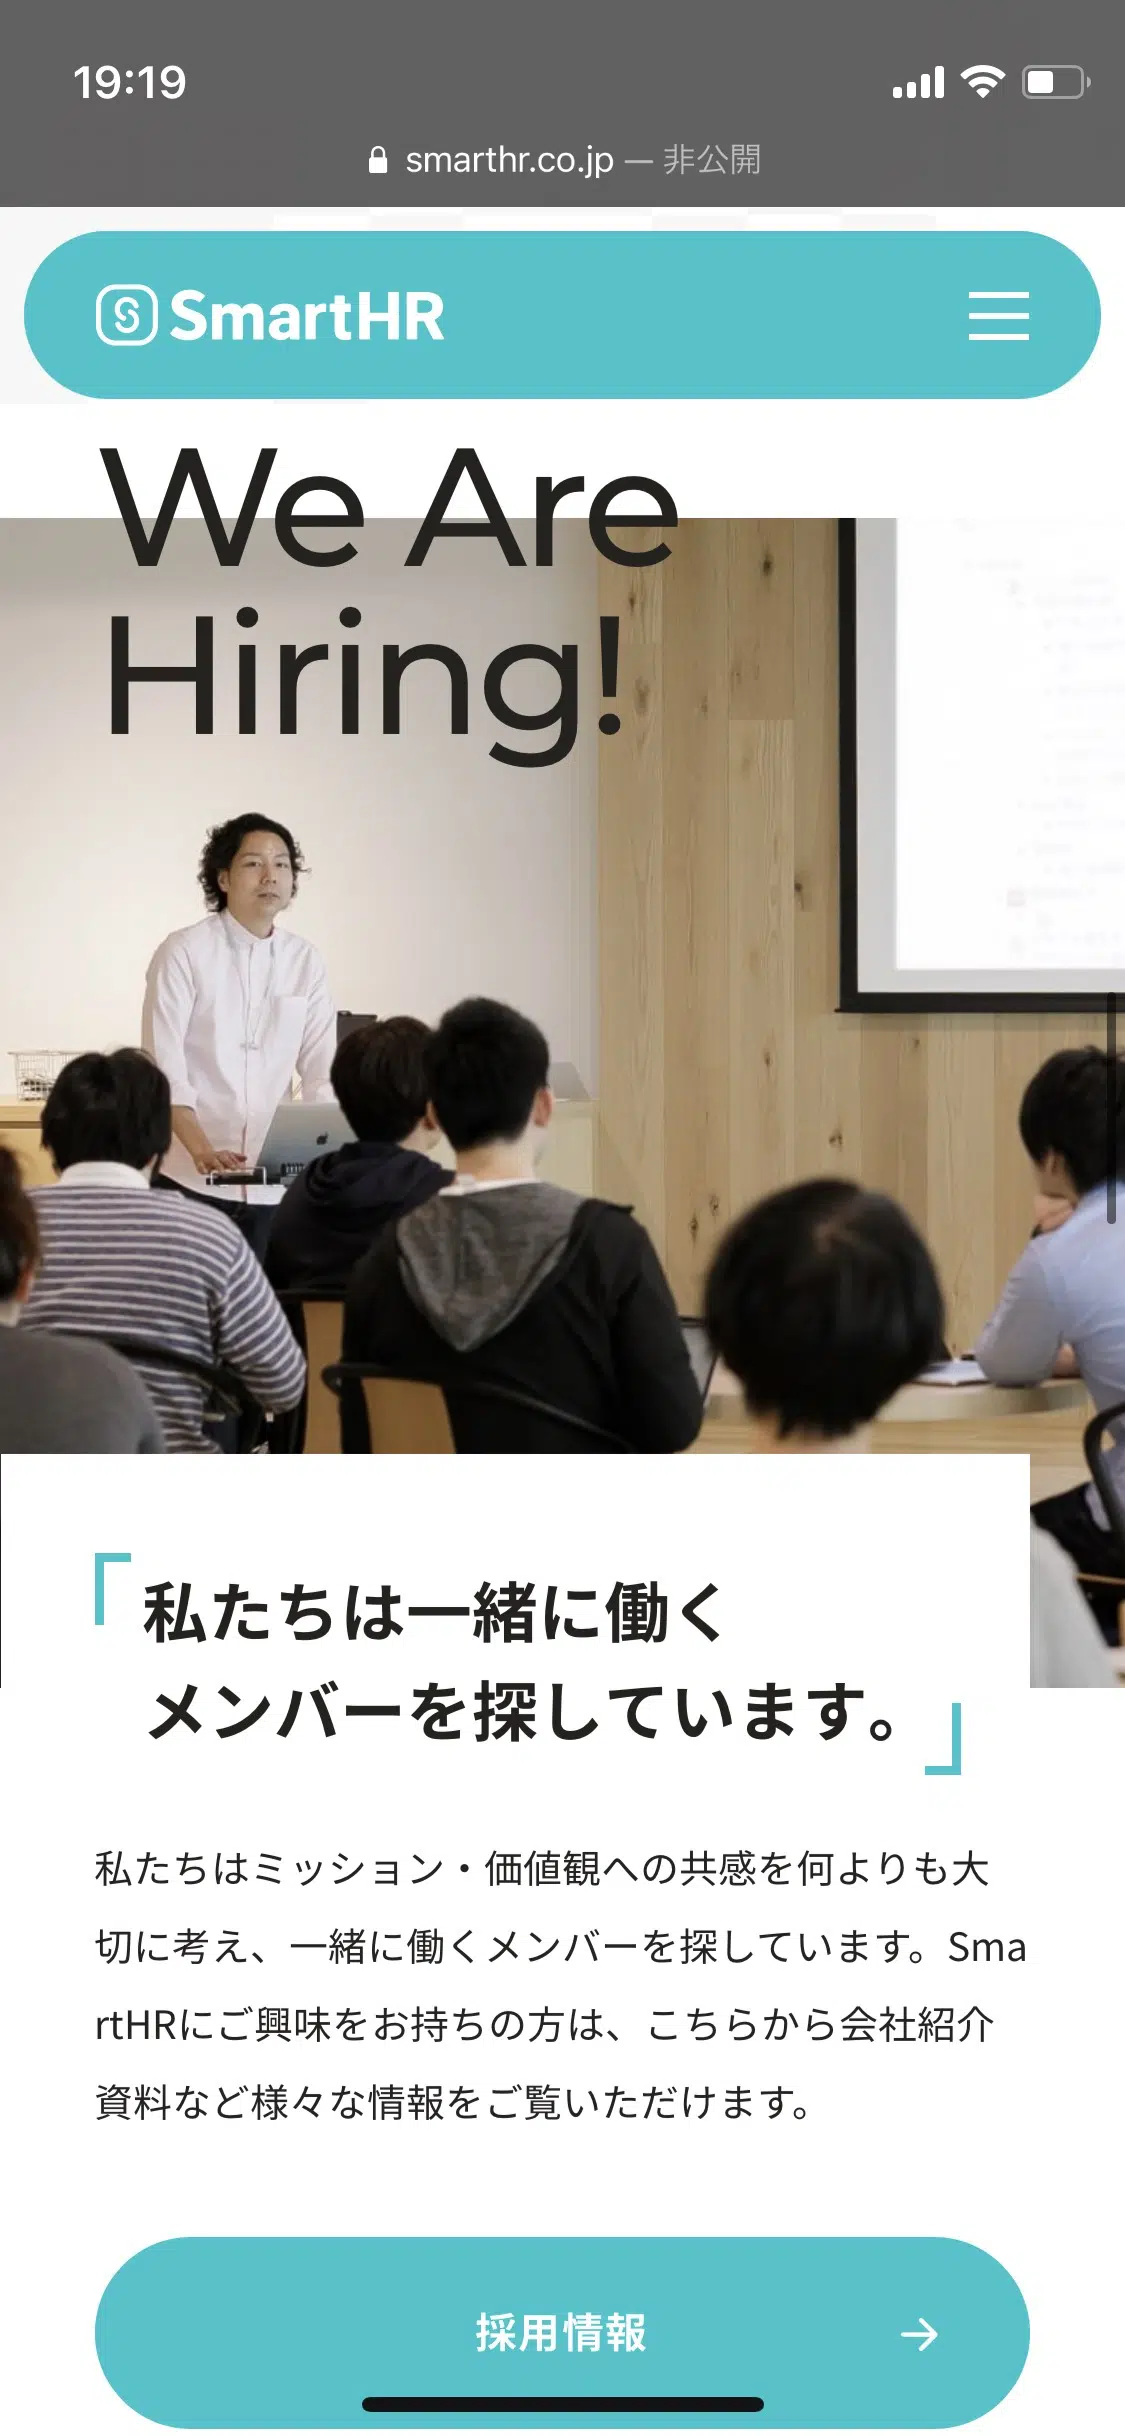 19:19
smarthr.co.jp — 非公開
SmartHR
We Are
Hiring!
「私たちは一緒に働く
メンバーを探しています。」
私たちはミッション・価値観への共感を何よりも大
切に考え、一緒に働くメンバーを探しています。Sma
rtHRにご興味をお持ちの方は、こちらから会社紹介
資料など様々な情報をご覧いただけます。
採用情報 →